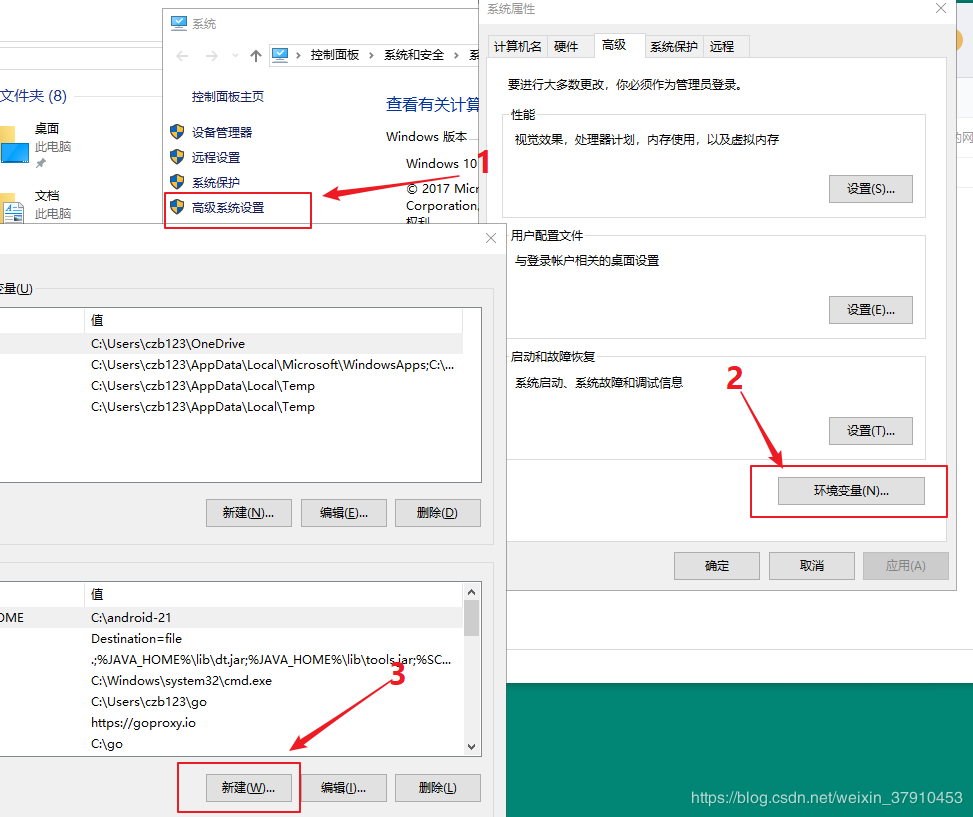 系统
控制面板 › 系统和安全 › 系
文件夹 (8)
桌面
此电脑
文档
此电脑
控制面板主页
设备管理器
远程设置
系统保护
高级系统设置
查看有关计算
Windows 版本
Windows 10
© 2017 Micr
Corporation.
权利
1
系统属性
计算机名 硬件 高级 系统保护 远程
要进行大多数更改，你必须作为管理员登录。
性能
视觉效果，处理器计划，内存使用，以及虚拟内存
设置(S)...
用户配置文件
与登录帐户相关的桌面设置
设置(E)...
启动和故障恢复
系统启动、系统故障和调试信息
设置(T)...
2
环境变量(N)...
确定 取消 应用(A)
的网
变量(U)
值
C:\Users\czb123\OneDrive
C:\Users\czb123\AppData\Local\Microsoft\WindowsApps;C:\...
C:\Users\czb123\AppData\Local\Temp
C:\Users\czb123\AppData\Local\Temp
新建(N)... 编辑(E)... 删除(D)
值
OME C:\android-21
Destination=file
.;%JAVA_HOME%\lib\dt.jar;%JAVA_HOME%\lib\tools.jar;%SC...
C:\Windows\system32\cmd.exe
C:\Users\czb123\go
https://goproxy.io
C:\go
3
新建(W)... 编辑(I)... 删除(L)
https://blog.csdn.net/weixin_37910453